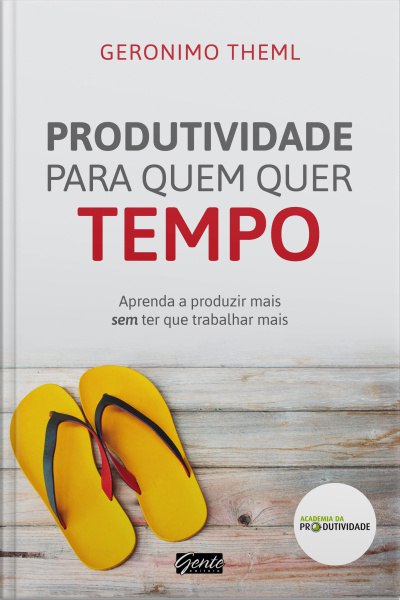 GERONIMO THEML
PRODUTIVIDADE
PARA QUEM QUER
TEMPO
Aprenda a produzir mais
sem ter que trabalhar mais
ACADEMIA DA
PRODUTIVIDADE
Gente
editora